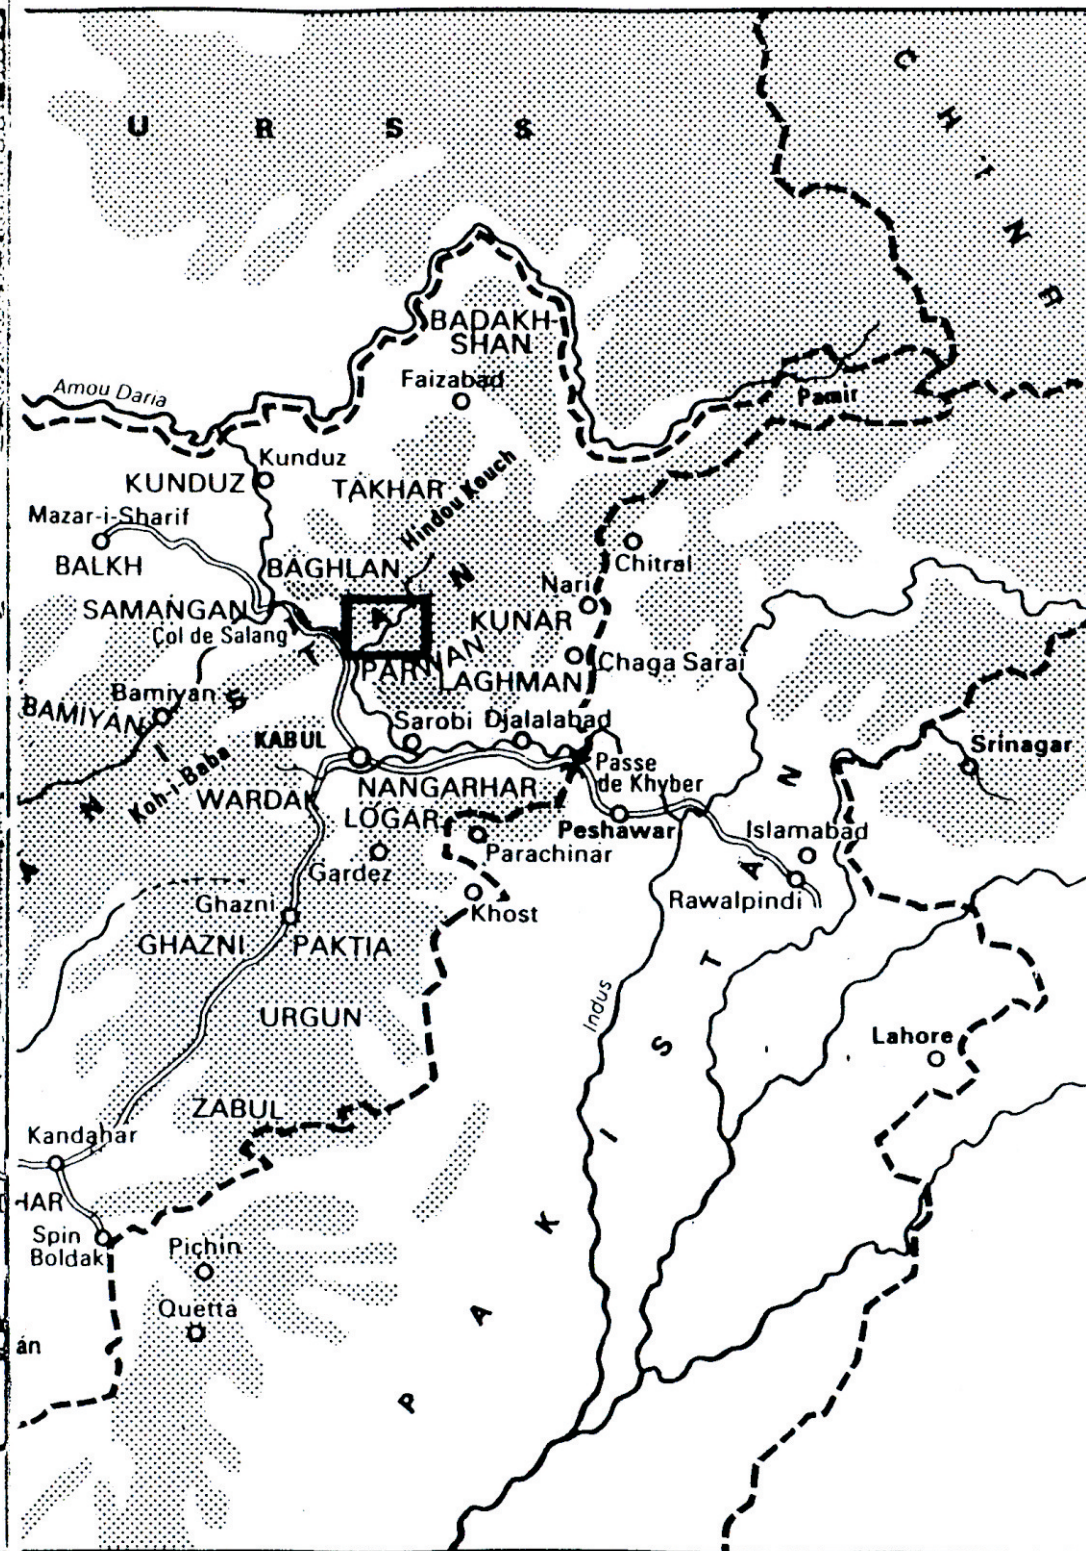 U R S S
CHINA
BADAKH-
SHAN
Faizabad
Amou Daria
Pamir
Kunduz
KUNDUZ
TAKHAR
Hindou Kouch
Mazar-i-Sharif
BALKH
BAGHLAN
Chitral
Nari
SAMANGAN
KUNAR
Col de Salang
PARWAN
Chaga Sarai
LAGHMAN
Bamiyan
BAMIYAN
Sarobi
Djalalabad
KABUL
Koh-i-Baba
Passe
de Khyber
Srinagar
WARDAK
NANGARHAR
LOGAR
Peshawar
Islamabad
Parachinar
Gardez
Rawalpindi
Ghazni
Khost
GHAZNI
PAKTIA
A N I S T A N
Indus
URGUN
Lahore
ZABUL
Kandahar
HAR
Spin
Boldak
Pichin
Quetta
án
P A K I S T A N